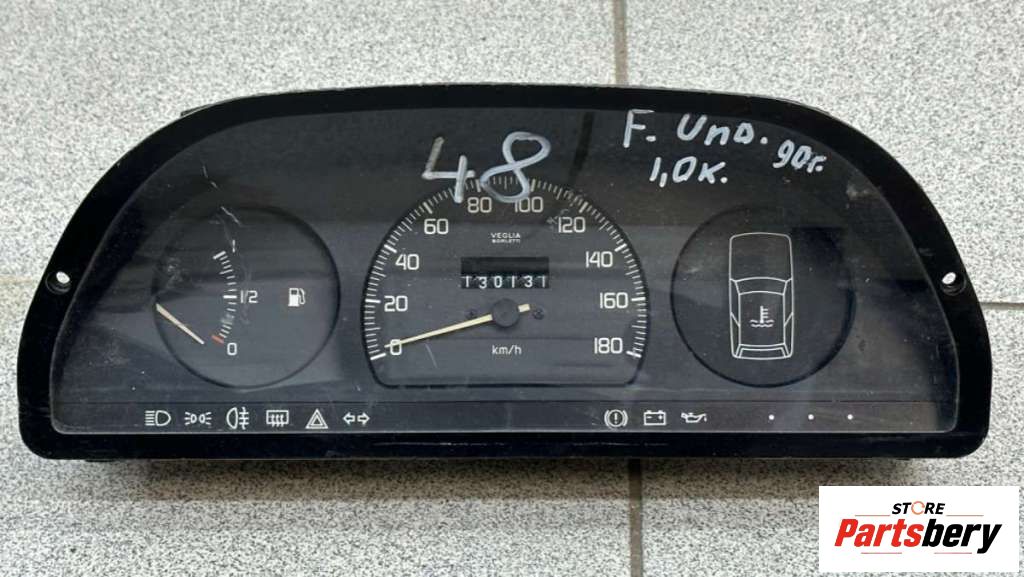 48
F. Uno. 90г.
1,0к.
80 100
60 120
VEGLIA
BORLETTI
40 140
130131
1/2
20 160
0
0 km/h 180
STORE
Partsbery